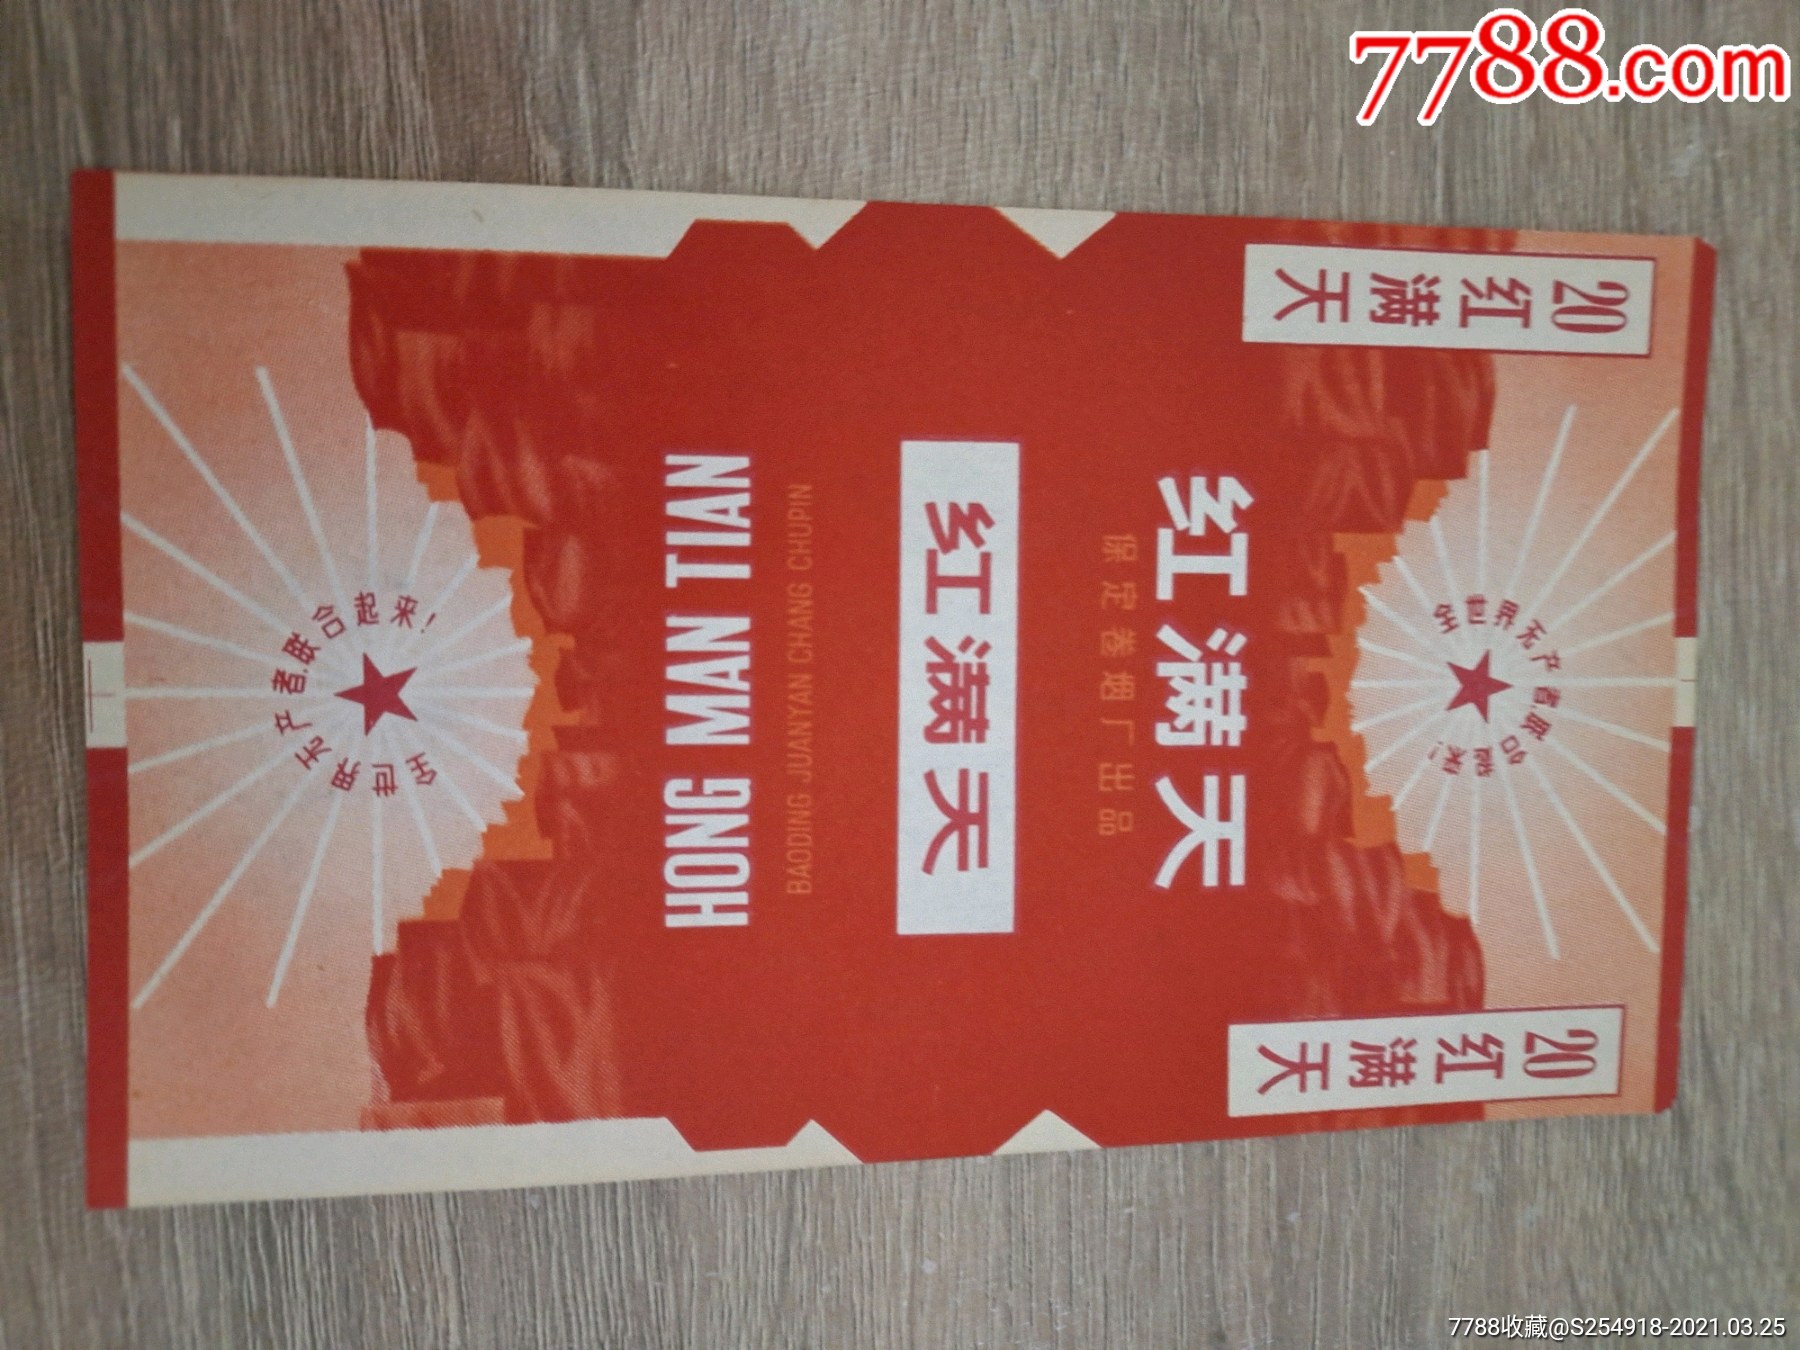 7788.com
全世界无产者,联合起来!
HONG MAN TIAN
BAODING JUANYAN CHANG CHUPIN
红满天
红满天
保定卷烟厂出品
全世界无产者,联合起来!
20 红满天
20 红满天
7788收藏@S254918-2021.03.25